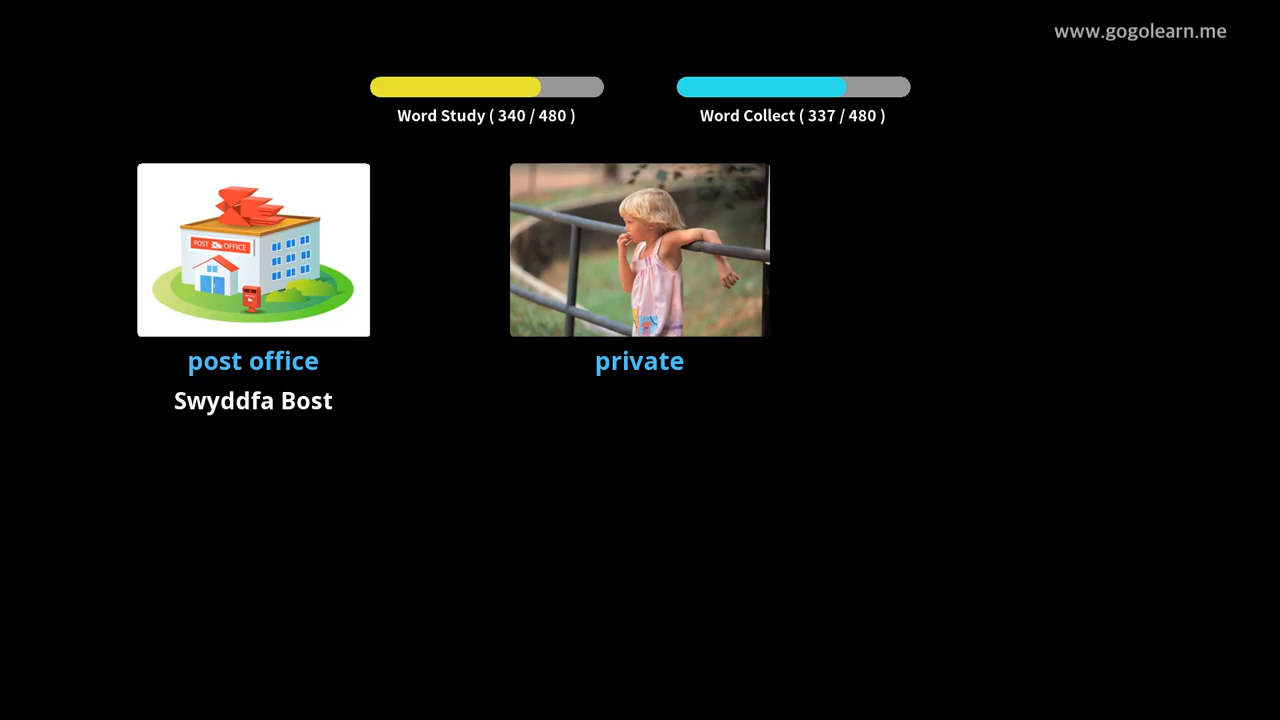 www.gogolearn.me
Word Study ( 340 / 480 )
Word Collect ( 337 / 480 )
POST OFFICE
post office
private
Swyddfa Bost